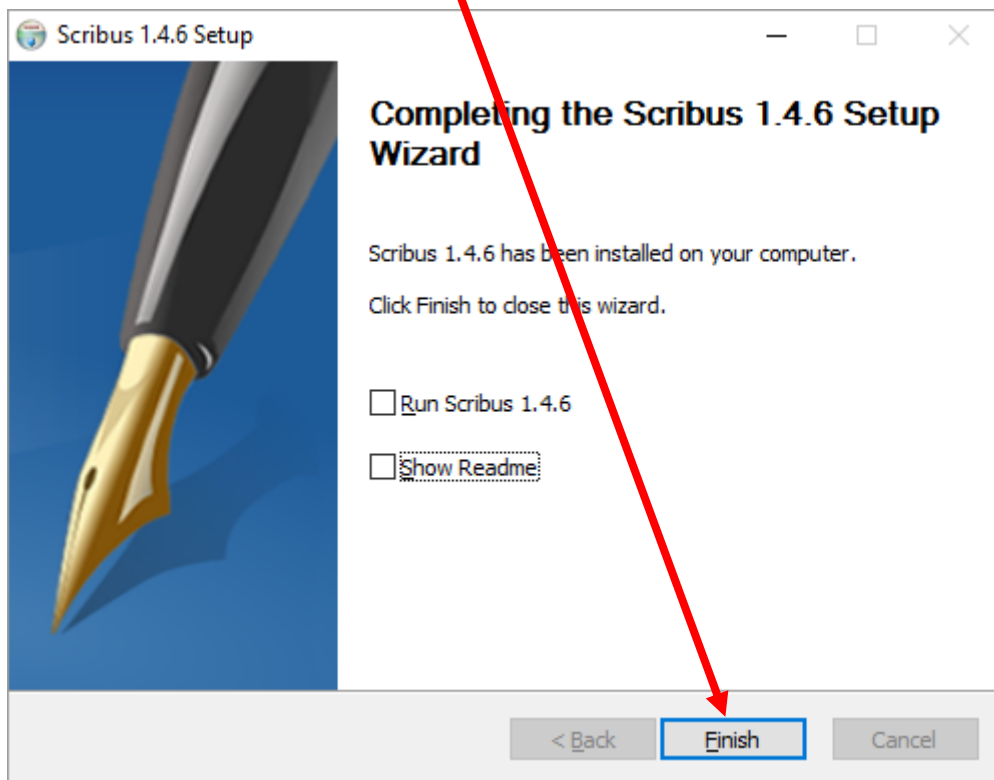 Scribus 1.4.6 Setup
Completing the Scribus 1.4.6 Setup
Wizard
Scribus 1.4.6 has been installed on your computer.
Click Finish to close this wizard.
Run Scribus 1.4.6
Show Readme
< Back Finish Cancel